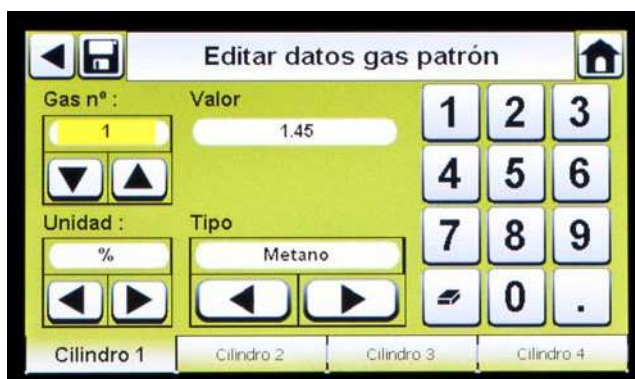 Editar datos gas patrón
Gas nº :
Valor
1
1.45
Unidad :
Tipo
%
Metano
1 2 3
4 5 6
7 8 9
0 .
Cilindro 1
Cilindro 2
Cilindro 3
Cilindro 4